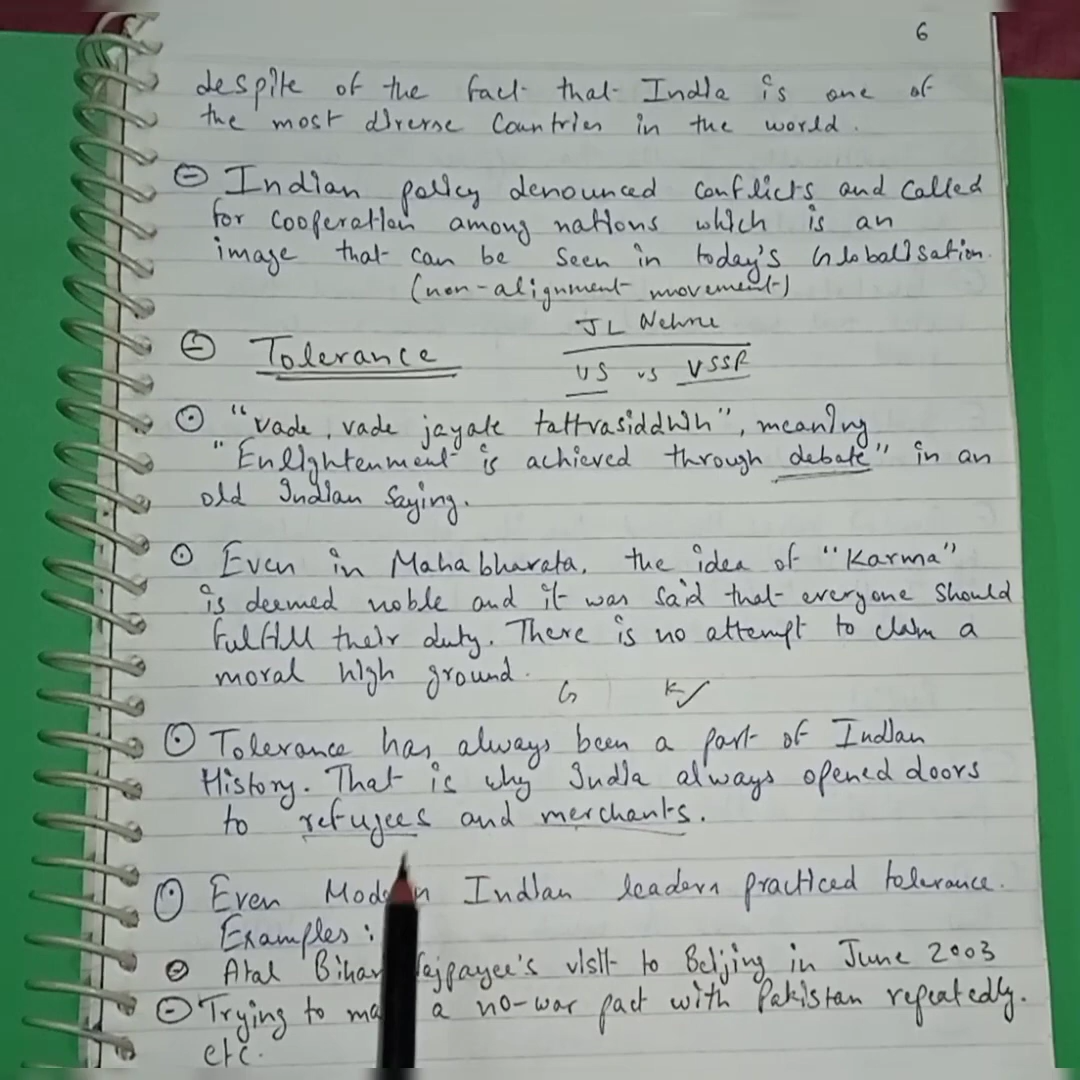 6
despite of the fact that India is one of
the most diverse countries in the world.
Indian policy denounced conflicts and called
for cooperation among nations which is an
image that can be seen in today's Globalisation.
(non-alignment movement)
JL Nehru
Tolerance
US vs USSR
"vade, vade jayate tattvasiddhih", meaning
"Enlightenment is achieved through debate" in an
old Indian saying.
Even in Mahabharata, the idea of "Karma"
is deemed noble and it was said that everyone should
fulfill their duty. There is no attempt to claim a
moral high ground.
G K
Tolerance has always been a part of Indian
History. That is why India always opened doors
to refugees and merchants.
Even Modern Indian leaders practiced tolerance.
Examples:
Atal Bihari Vajpayee's visit to Beijing in June 2003
Trying to make a no-war pact with Pakistan repeatedly.
etc.